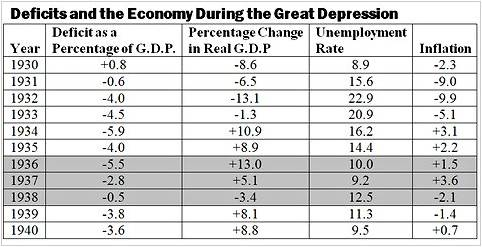 Deficits and the Economy During the Great Depression
Year Deficit as a Percentage of G.D.P. Percentage Change in Real G.D.P Unemployment Rate Inflation
1930 +0.8 -8.6 8.9 -2.3
1931 -0.6 -6.5 15.6 -9.0
1932 -4.0 -13.1 22.9 -9.9
1933 -4.5 -1.3 20.9 -5.1
1934 -5.9 +10.9 16.2 +3.1
1935 -4.0 +8.9 14.4 +2.2
1936 -5.5 +13.0 10.0 +1.5
1937 -2.8 +5.1 9.2 +3.6
1938 -0.5 -3.4 12.5 -2.1
1939 -3.8 +8.1 11.3 -1.4
1940 -3.6 +8.8 9.5 +0.7